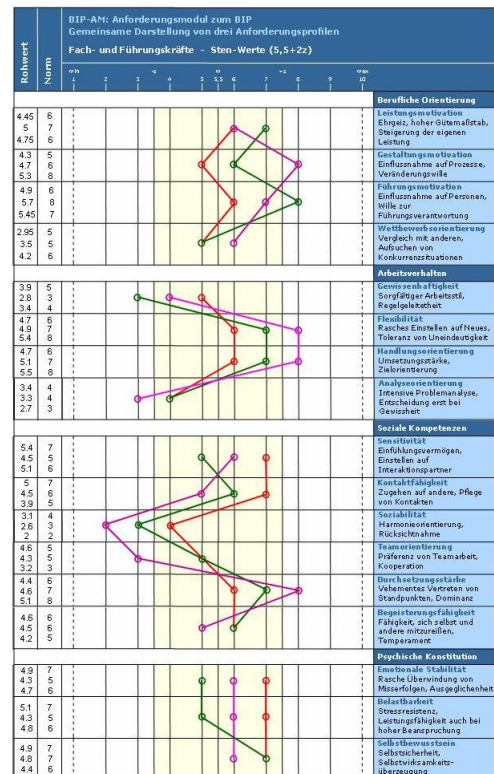 BIP-AM: Anforderungsmodul zum BIP
Gemeinsame Darstellung von drei Anforderungsprofilen
Fach- und Führungskräfte - Sten-Werte (5,5+2z)
Rohwert
Norm
min max
1 2 3 4 5 5,5 6 7 8 9 10
Berufliche Orientierung
4.45 6
5 7
4.75 6
Leistungsmotivation
Ehrgeiz, hoher Gütemaßstab,
Steigerung der eigenen
Leistung
4.3 5
4.7 6
5.3 8
Gestaltungsmotivation
Einflussnahme auf Prozesse,
Veränderungswille
4.9 6
5.7 8
5.45 7
Führungsmotivation
Einflussnahme auf Personen,
Wille zur
Führungsverantwortung
2.95 5
3.5 5
4.2 6
Wettbewerbsorientierung
Vergleich mit anderen,
Aufsuchen von
Konkurrenzsituationen
Arbeitsverhalten
3.9 5
2.8 3
3.4 4
Gewissenhaftigkeit
Sorgfältiger Arbeitsstil,
Regelgeleitetheit
4.7 6
4.9 7
5.4 8
Flexibilität
Rasches Einstellen auf Neues,
Toleranz von Uneindeutigkeit
4.7 6
5.1 7
5.5 8
Handlungsorientierung
Umsetzungsstärke,
Zielorientierung
3.4 4
3.3 4
2.7 3
Analyseorientierung
Intensive Problemanalyse,
Entscheidung erst bei
Gewissheit
Soziale Kompetenzen
5.4 7
4.5 5
5.1 6
Sensitivität
Einfühlungsvermögen,
Einstellen auf
Interaktionspartner
5 7
4.5 6
3.9 5
Kontaktfähigkeit
Zugehen auf andere, Pflege
von Kontakten
3.1 4
2.6 3
2 2
Soziabilität
Harmonieorientierung,
Rücksichtnahme
4.6 5
4.3 5
3.2 3
Teamorientierung
Präferenz von Teamarbeit,
Kooperation
4.4 6
4.6 7
5.1 8
Durchsetzungsstärke
Vehementes Vertreten von
Standpunkten, Dominanz
4.6 6
4.5 6
4.2 5
Begeisterungsfähigkeit
Fähigkeit, sich selbst und
andere mitzureißen,
Temperament
Psychische Konstitution
4.9 7
4.3 5
4.7 6
Emotionale Stabilität
Rasche Überwindung von
Misserfolgen, Ausgeglichenheit
5.1 7
4.3 5
4.8 6
Belastbarkeit
Stressresistenz,
Leistungsfähigkeit auch bei
hoher Beanspruchung
4.9 7
4.8 7
4.4 6
Selbstbewusstsein
Selbstsicherheit,
Selbstwirksamkeits-
überzeugung